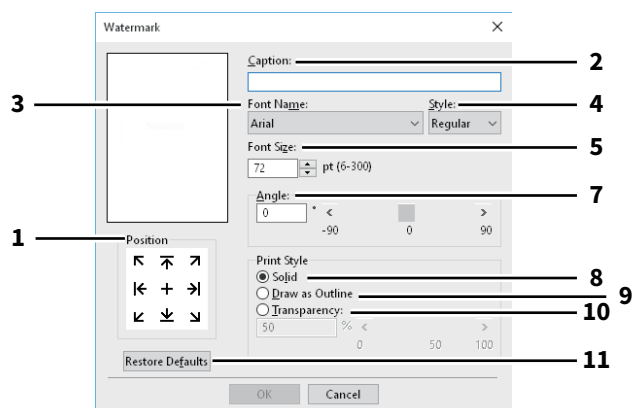 Watermark
Caption: 2
3 Font Name: Style: 4
Arial Regular
Font Size: 5
72 pt (6-300)
Angle: 7
0 ° < >
-90 0 90
1 Position
Print Style
Solid 8
Draw as Outline 9
Transparency: 10
50 % < >
0 50 100
Restore Defaults 11
OK Cancel